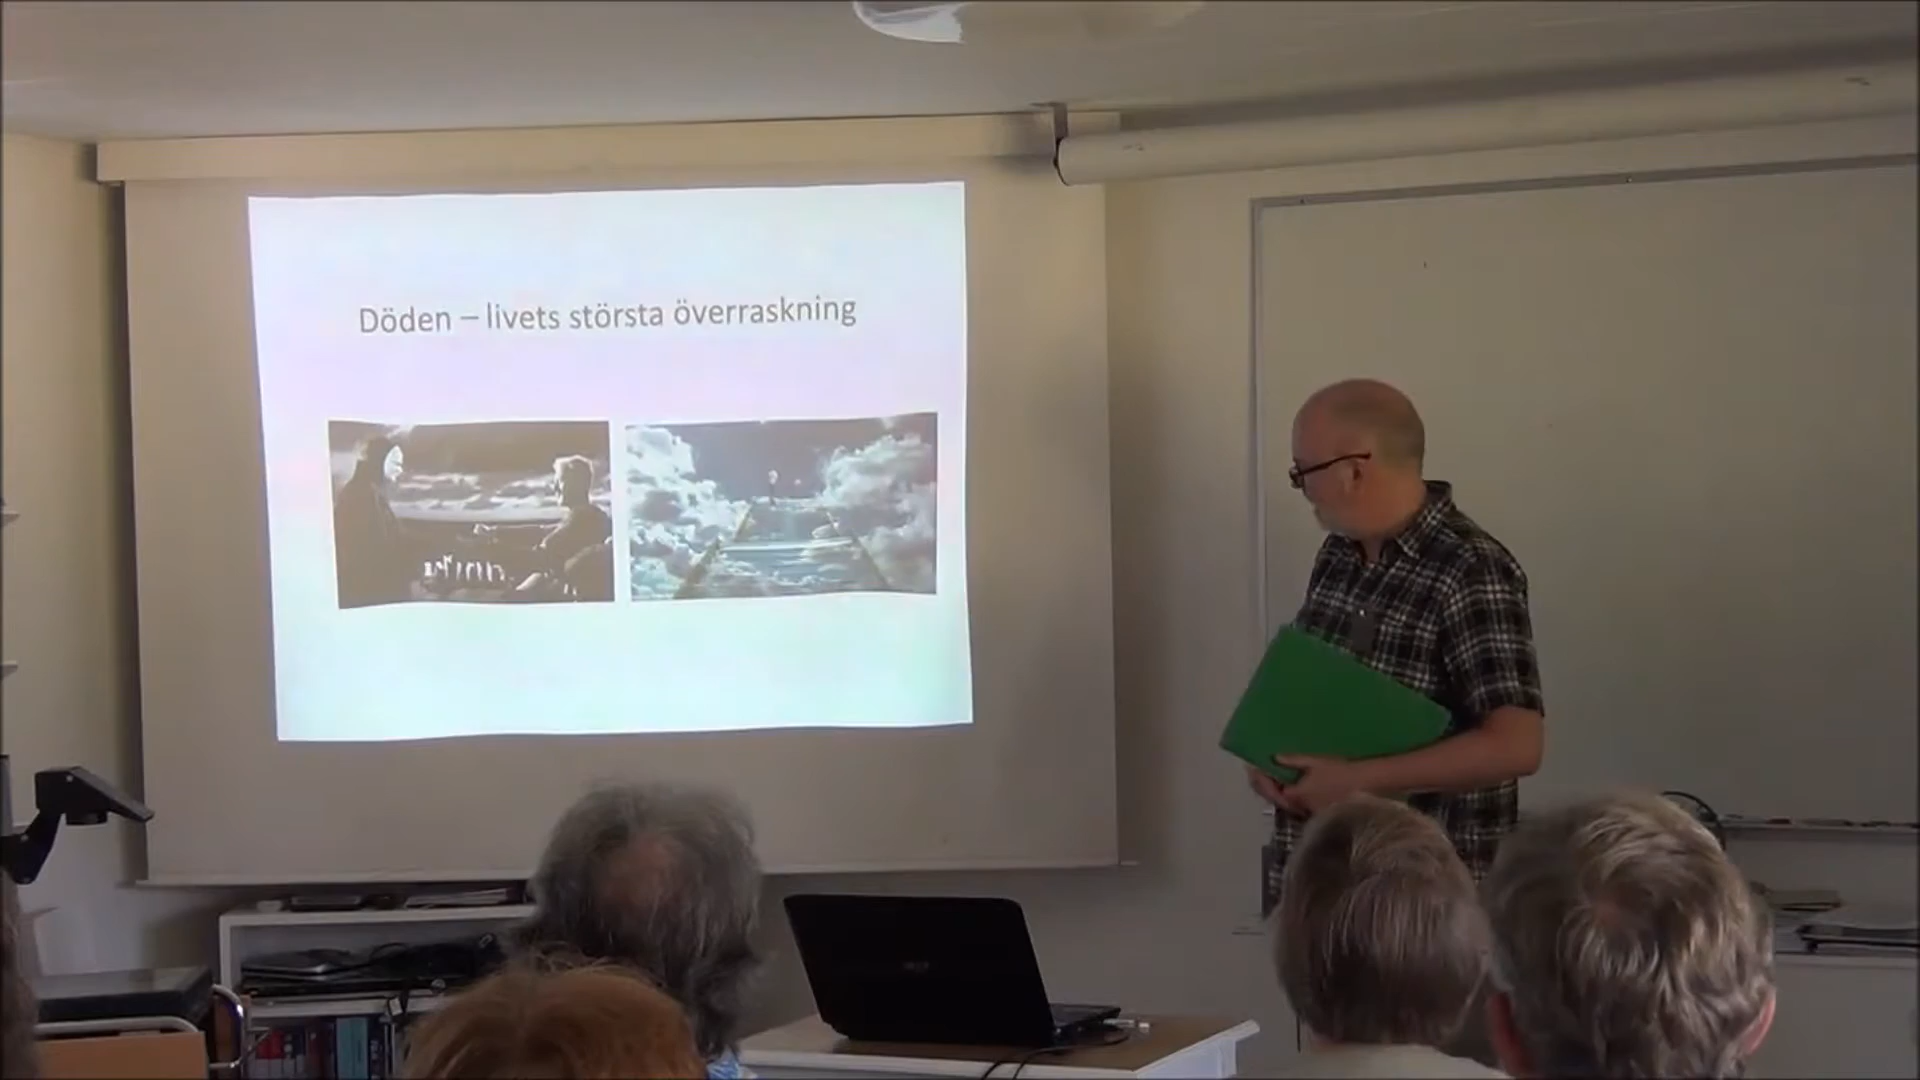 Döden – livets största överraskning